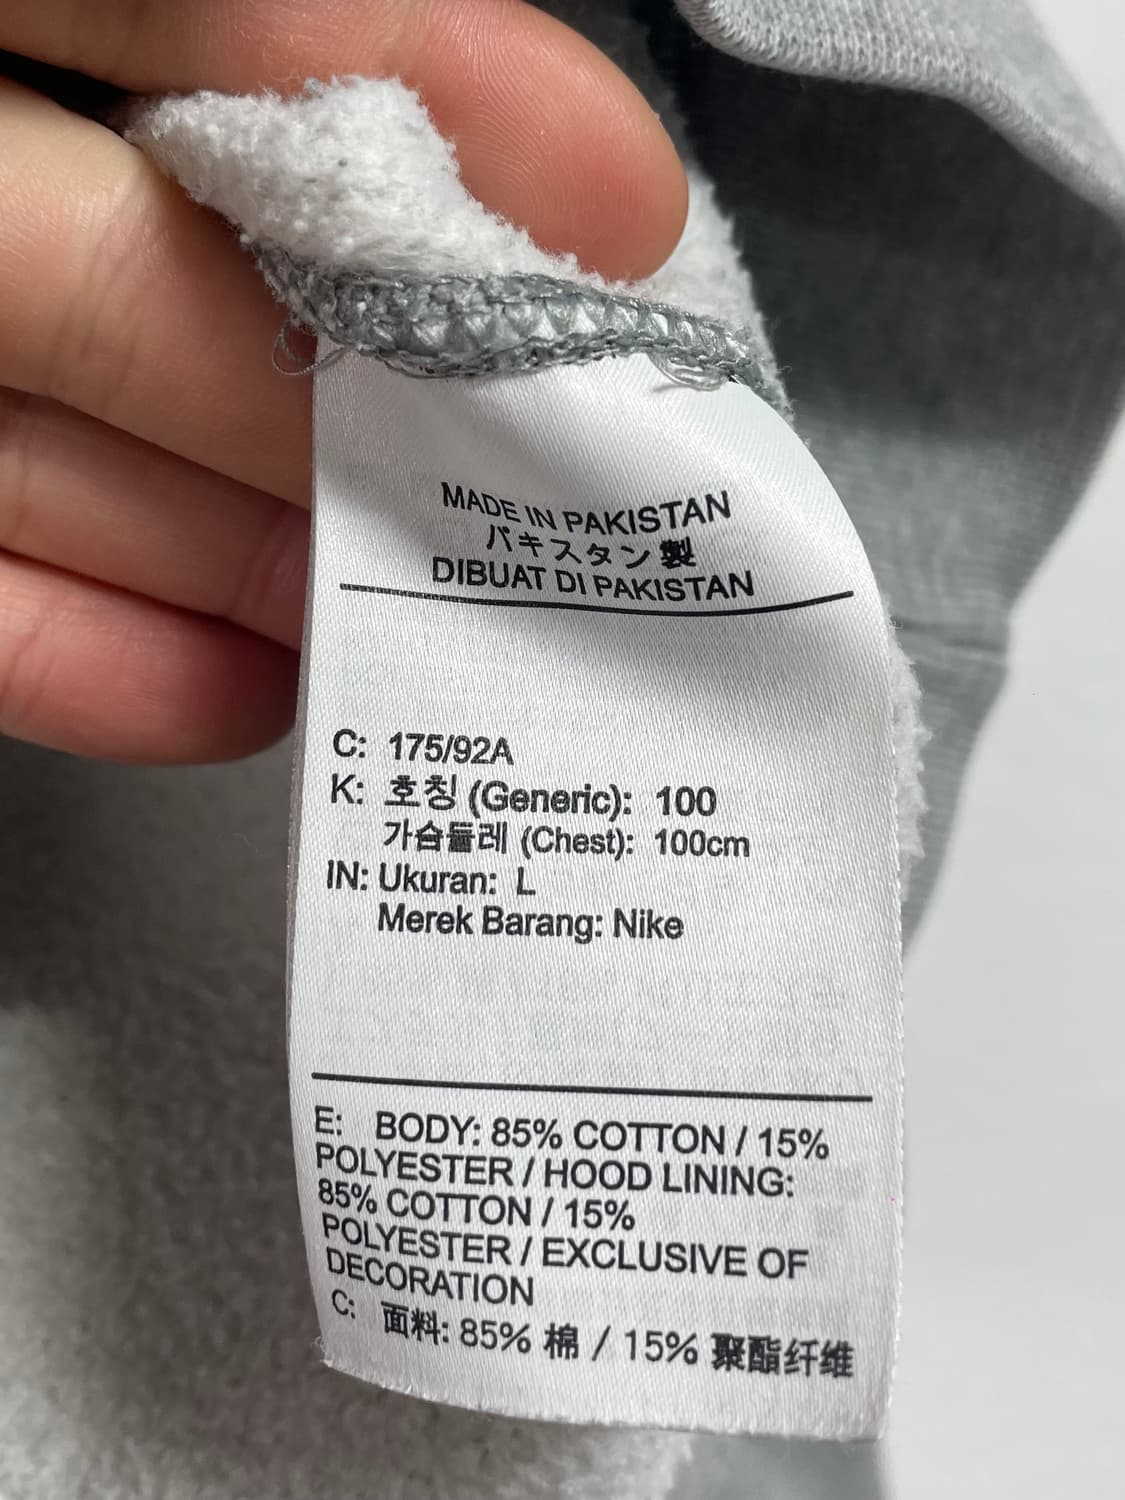 MADE IN PAKISTAN
パキスタン 製
DIBUAT DI PAKISTAN
C: 175/92A
K: 호칭 (Generic): 100
가슴둘레 (Chest): 100cm
IN: Ukuran: L
Merek Barang: Nike
E: BODY: 85% COTTON / 15%
POLYESTER / HOOD LINING:
85% COTTON / 15%
POLYESTER / EXCLUSIVE OF
DECORATION
C: 面料: 85% 棉 / 15% 聚酯纤维